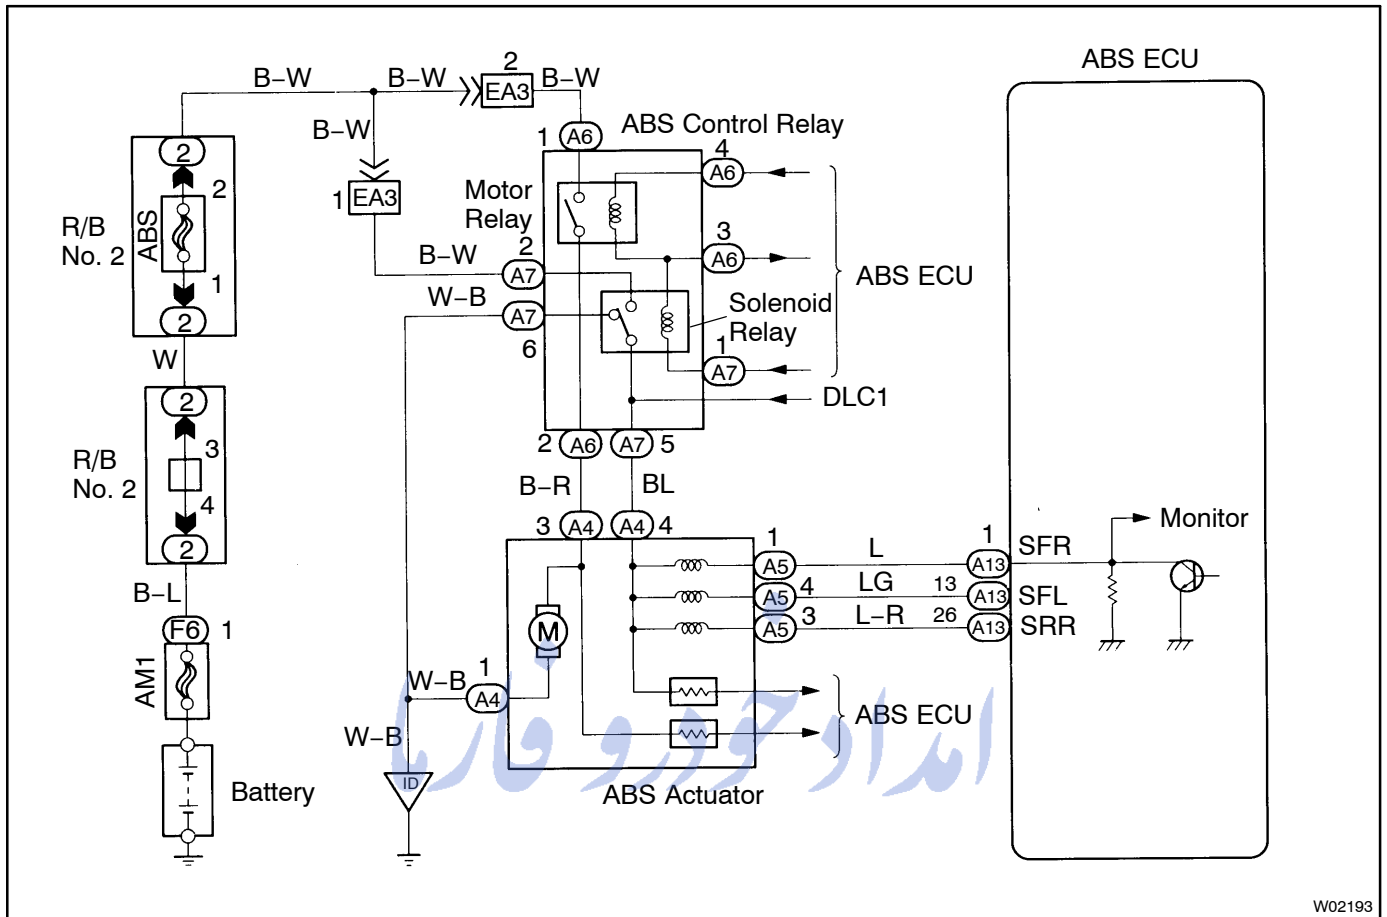 ABS ECU
B–W
B–W
2
EA3
B–W
B–W
1
A6
ABS Control Relay
4
A6
2
2
1
EA3
Motor
Relay
R/B
No. 2
ABS
1
2
3
A6
B–W
2
A7
ABS ECU
W–B
A7
6
Solenoid
Relay
W
1
A7
DLC1
2
3
R/B
No. 2
4
2
2
A6
A7
5
B–R
BL
3
A4
A4
4
B–L
F6
1
AM1
Battery
1
A5
L
1
A13
SFR
Monitor
A5
4
LG
13
A13
SFL
A5
3
L–R
26
A13
SRR
M
W–B
1
A4
W–B
ID
ABS ECU
ABS Actuator
امداد خودرو فارما
W02193